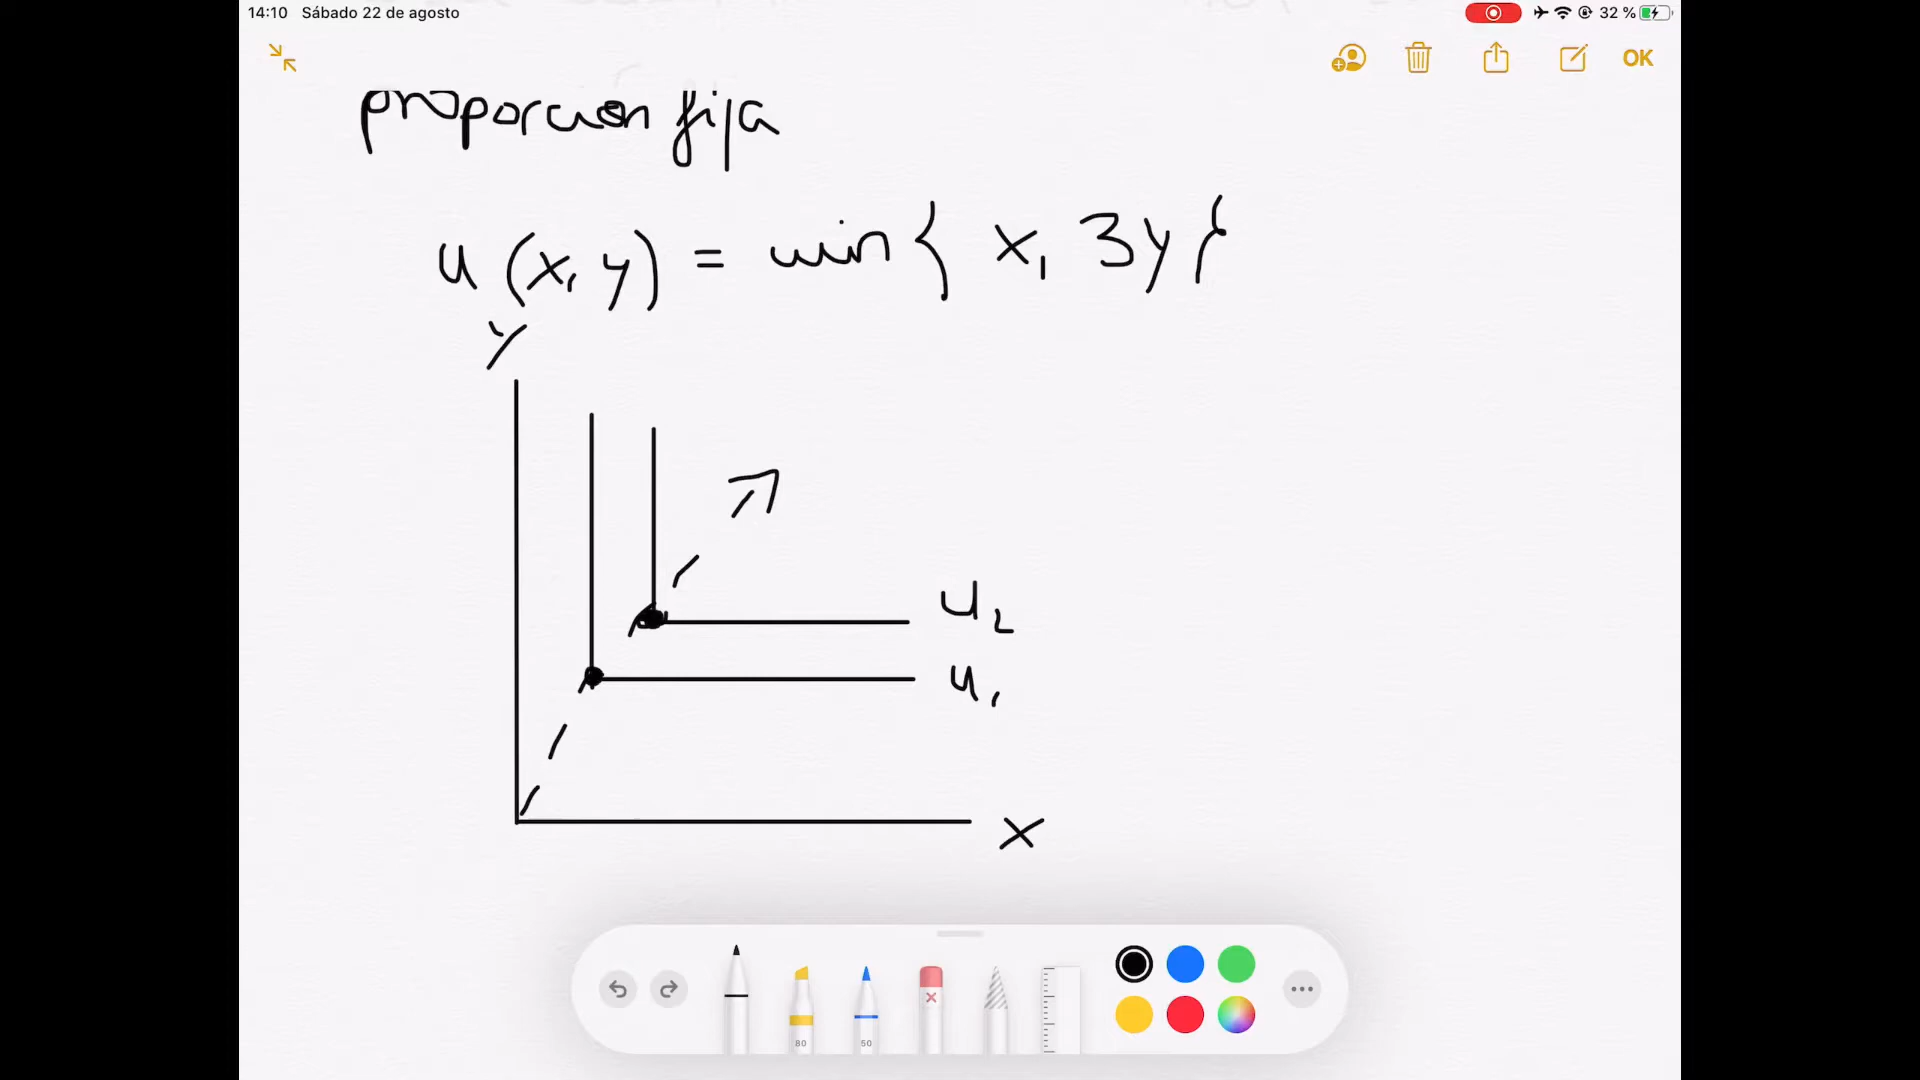 14:10 Sábado 22 de agosto 32 %
OK
proporcion fija
u (x, y) = min { x, 3y }
y
u2
u1
x
80 50